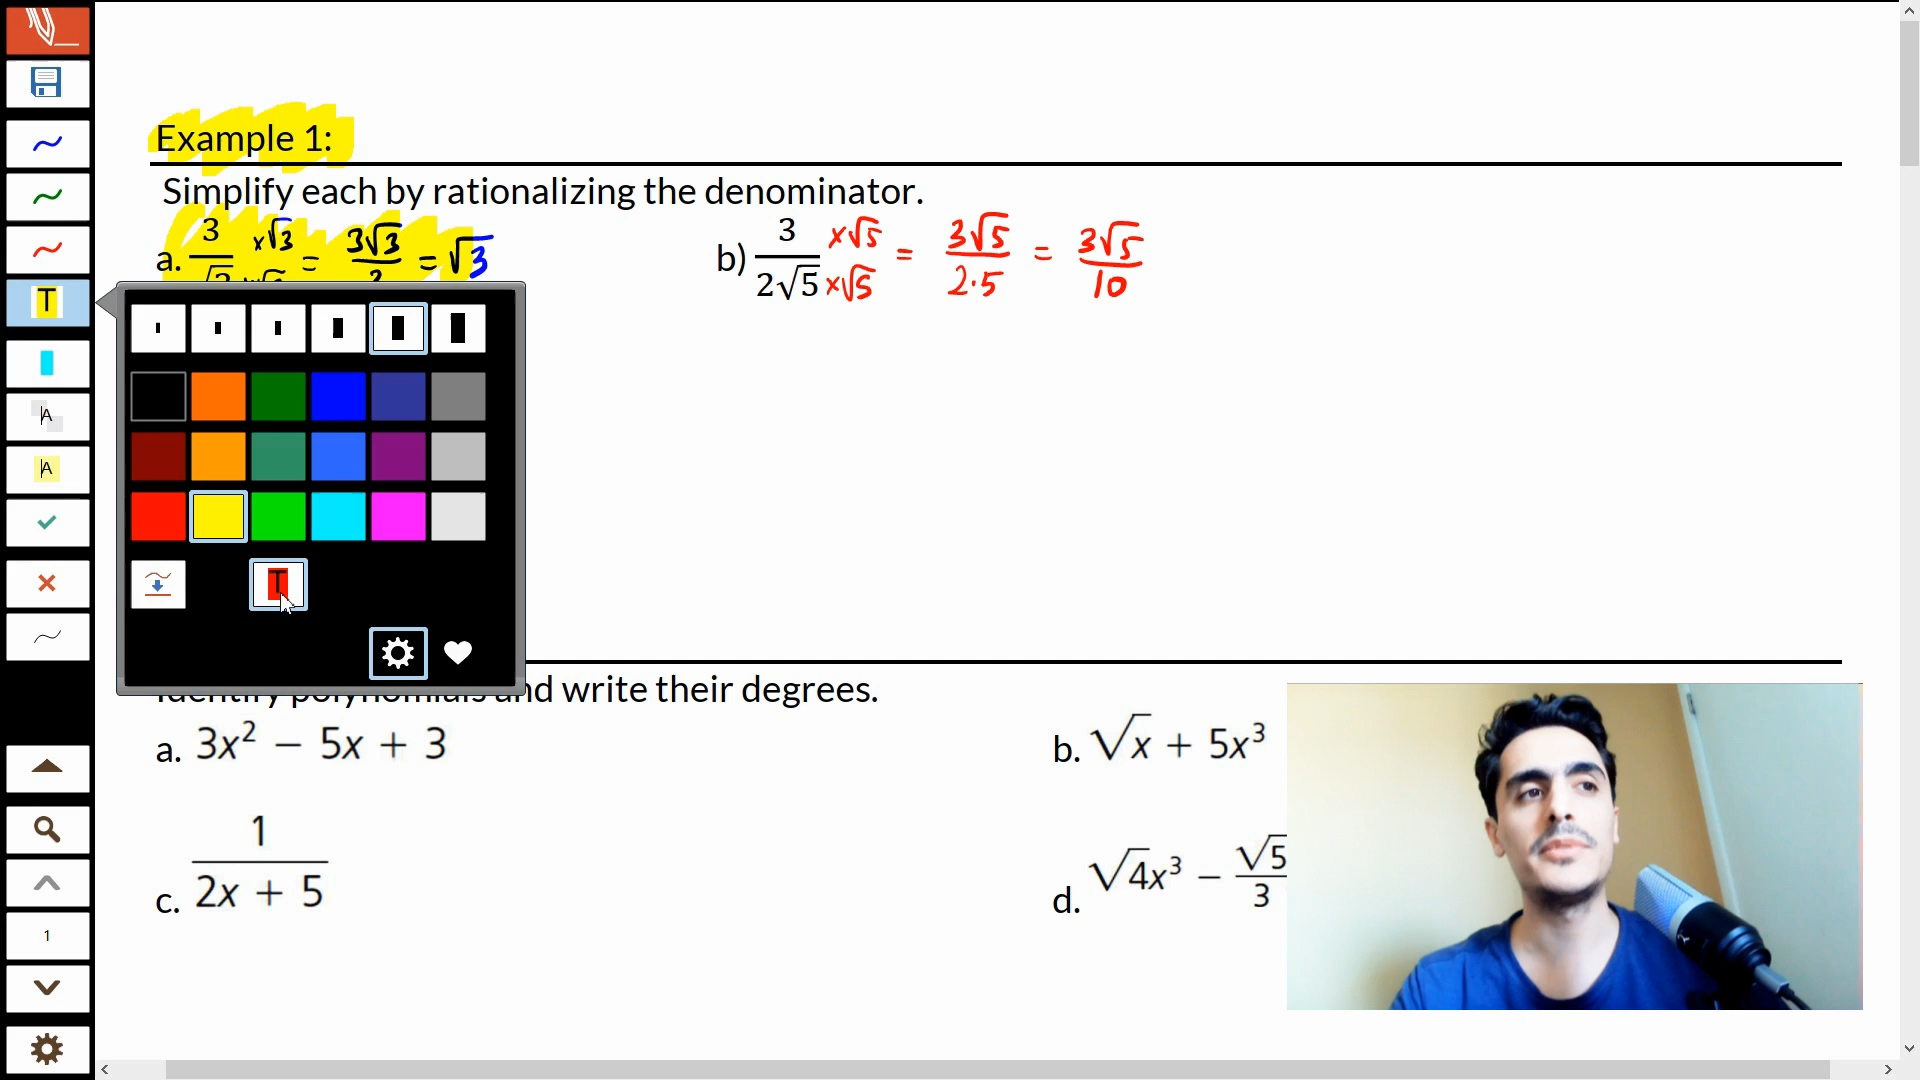 Example 1:
Simplify each by rationalizing the denominator.
a. 3 ×√3 = 3√3 = √3
b) 3/2√5 ×√5/×√5 = 3√5/2·5 = 3√5/10
and write their degrees.
a. 3x² − 5x + 3
b. √x + 5x³
c. 1/2x + 5
d. √4x³ − √5/3
T
A
A
1
T